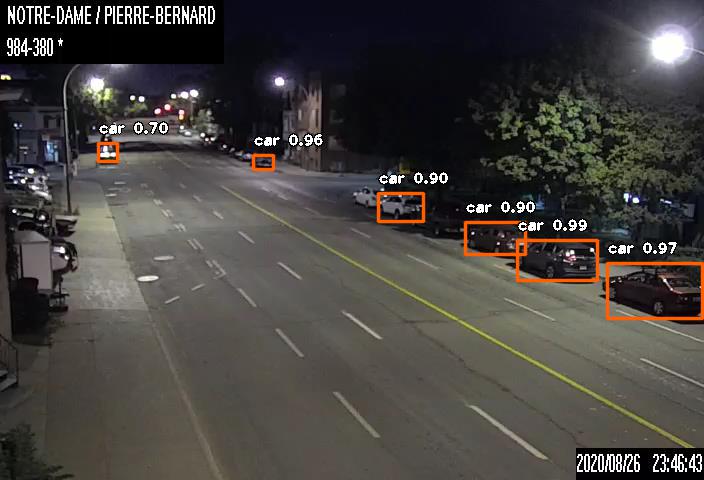 NOTRE-DAME / PIERRE-BERNARD
984-380 *
car 0.70
car 0.96
car 0.90
car 0.90
car 0.99
car 0.97
2020/08/26 23:46:43